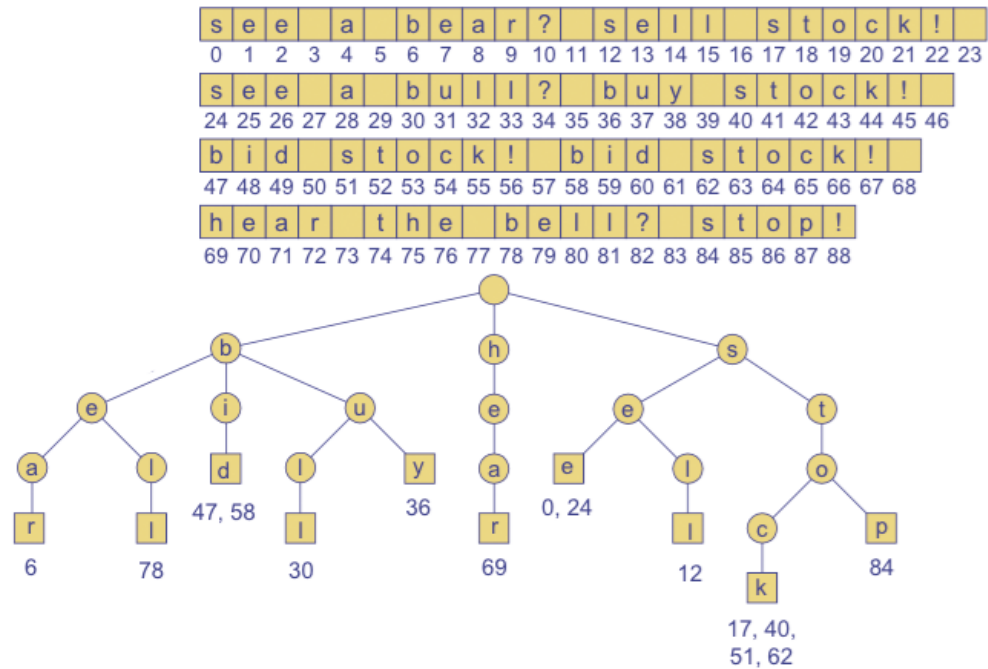 s e e a b e a r ? s e l l s t o c k !
0 1 2 3 4 5 6 7 8 9 10 11 12 13 14 15 16 17 18 19 20 21 22 23
s e e a b u l l ? b u y s t o c k !
24 25 26 27 28 29 30 31 32 33 34 35 36 37 38 39 40 41 42 43 44 45 46
b i d s t o c k ! b i d s t o c k !
47 48 49 50 51 52 53 54 55 56 57 58 59 60 61 62 63 64 65 66 67 68
h e a r t h e b e l l ? s t o p !
69 70 71 72 73 74 75 76 77 78 79 80 81 82 83 84 85 86 87 88
b h s
e i u e e t
a l d l y a e l o
47, 58 36 0, 24
r l l r l c p
6 78 30 69 12 84
k
17, 40,
51, 62